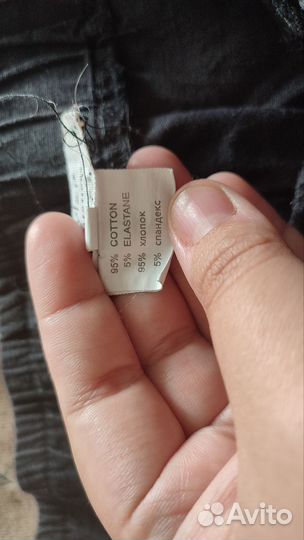 95% COTTON
5% ELASTANE
95% хлопок
5% спандекс
Avito